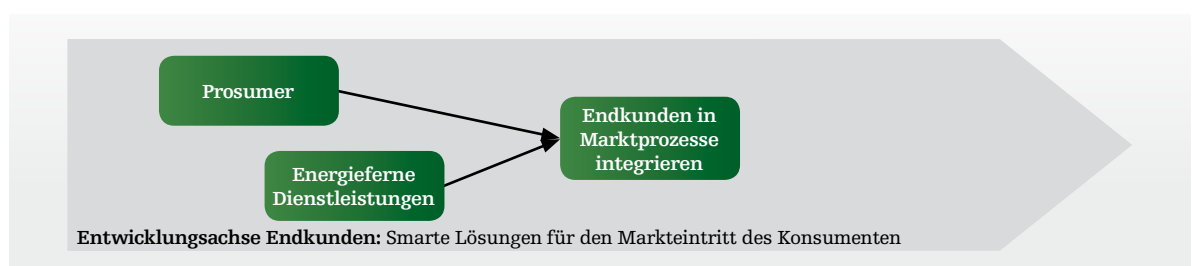 Prosumer
Endkunden in
Marktprozesse
integrieren
Energieferne
Dienstleistungen
Entwicklungsachse Endkunden: Smarte Lösungen für den Markteintritt des Konsumenten